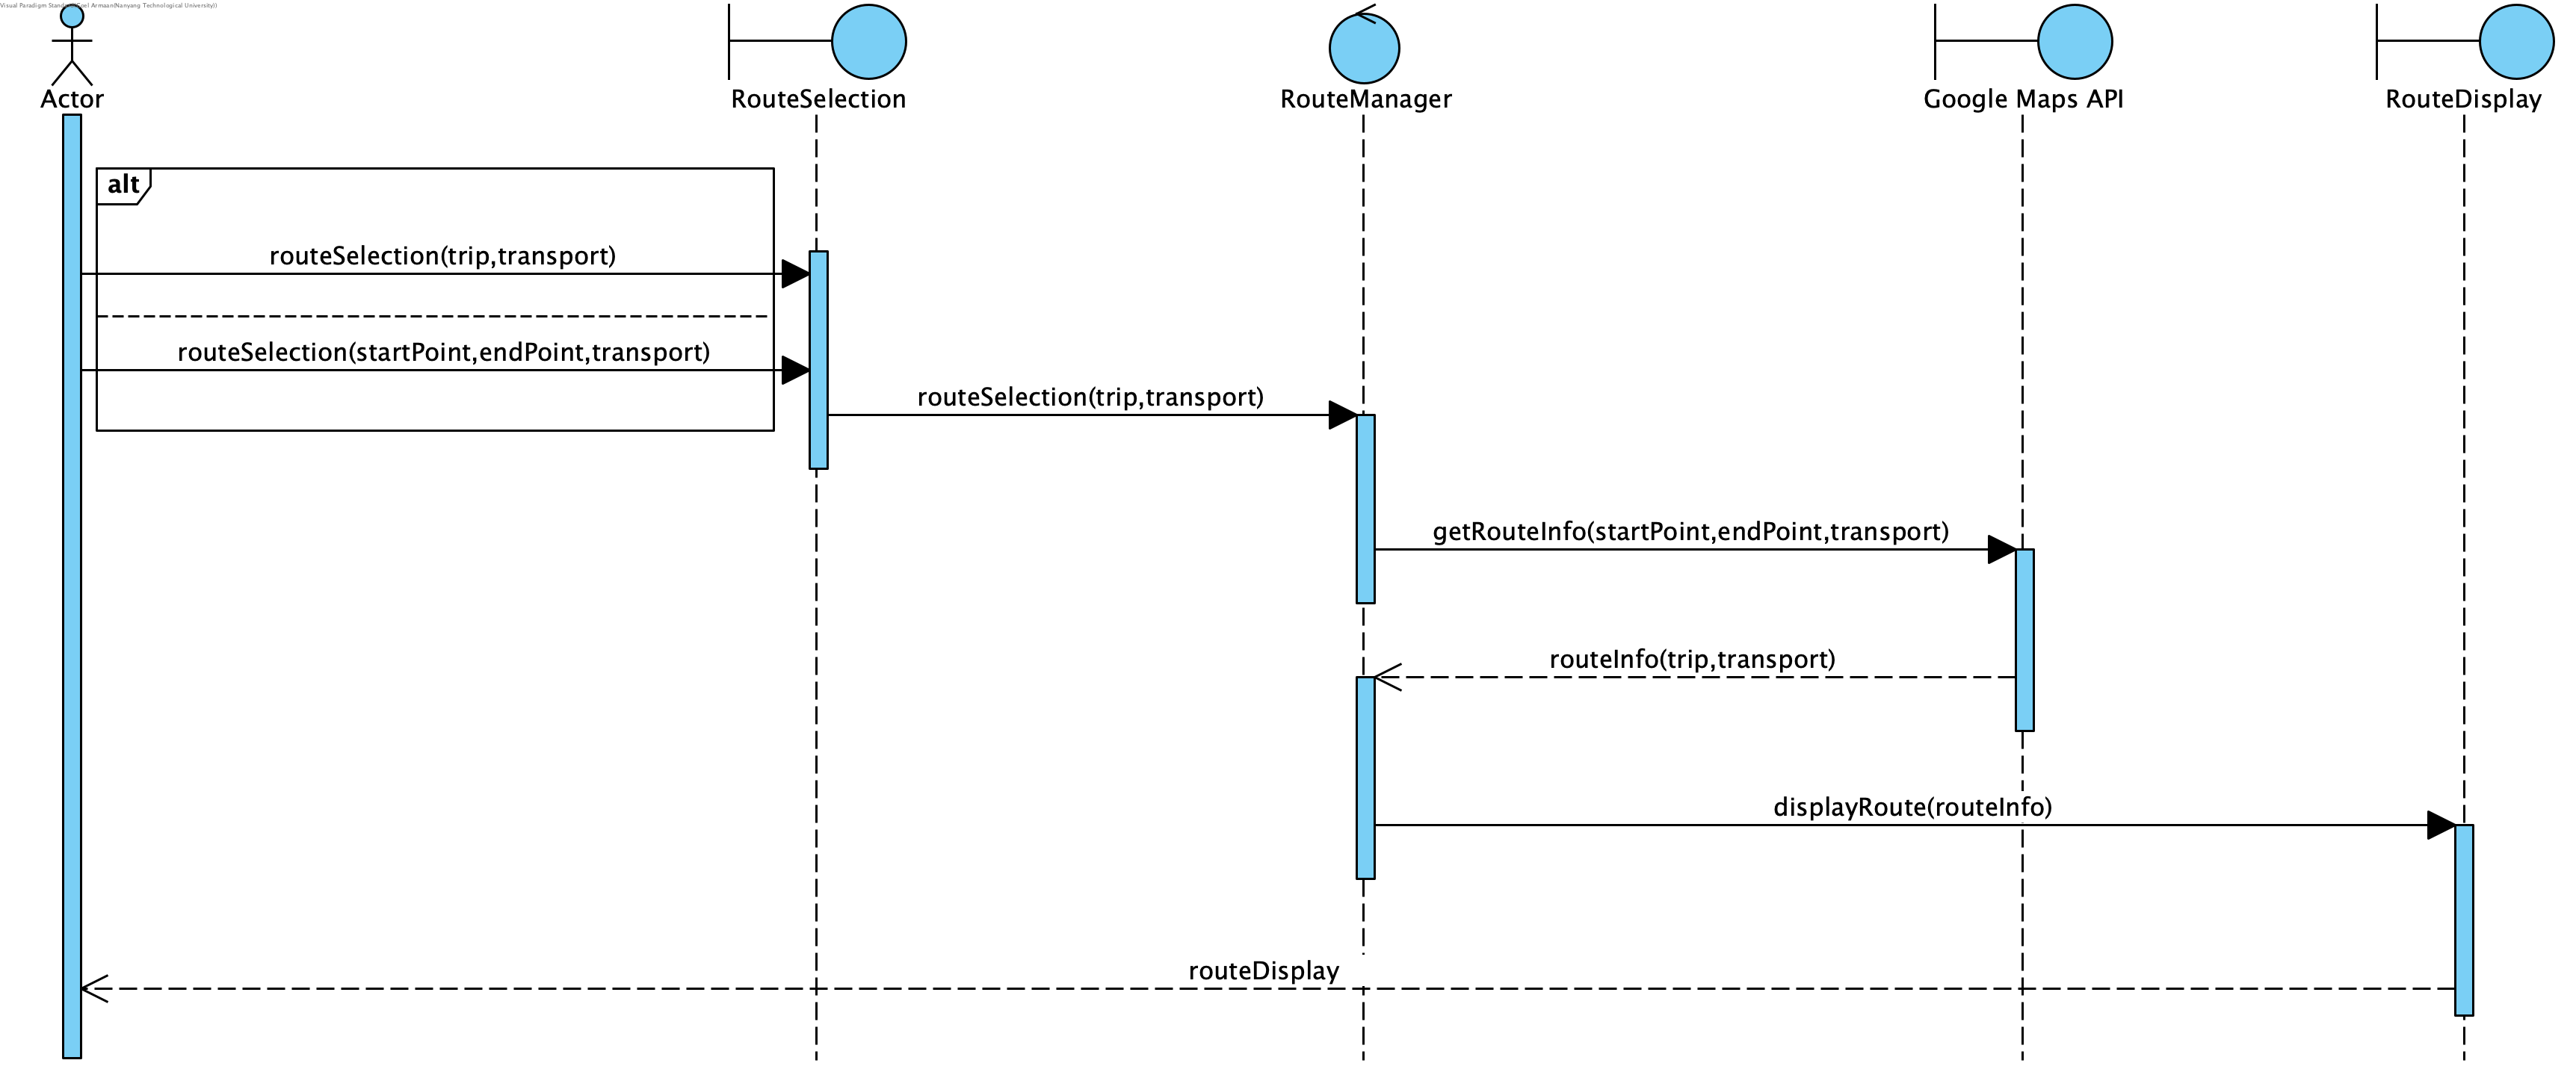 Visual Paradigm Standard(Goel Armaan(Nanyang Technological University))
Actor
RouteSelection
RouteManager
Google Maps API
RouteDisplay
alt
routeSelection(trip,transport)
routeSelection(startPoint,endPoint,transport)
routeSelection(trip,transport)
getRouteInfo(startPoint,endPoint,transport)
routeInfo(trip,transport)
displayRoute(routeInfo)
routeDisplay